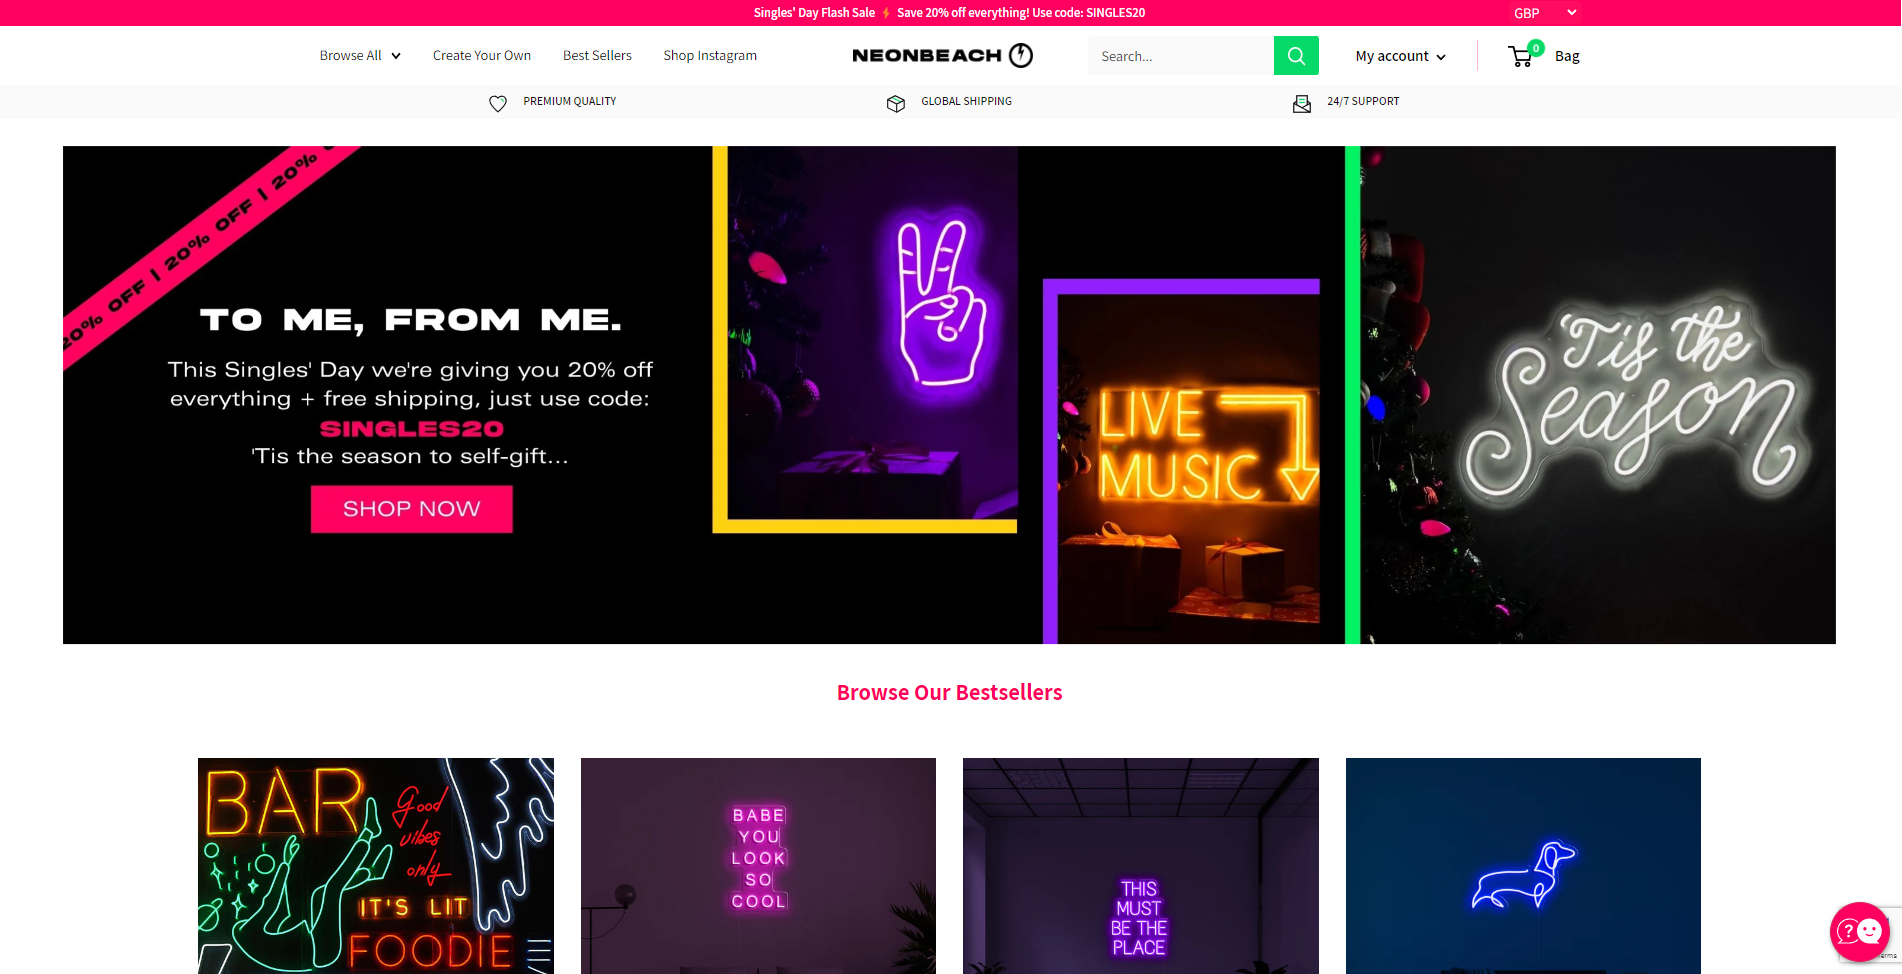 Singles' Day Flash Sale ⚡ Save 20% off everything! Use code: SINGLES20
GBP
Browse All
Create Your Own
Best Sellers
Shop Instagram
NEONBEACH
Search...
My account
0
Bag
PREMIUM QUALITY
GLOBAL SHIPPING
24/7 SUPPORT
20% OFF | 20% OFF | 20%
TO ME, FROM ME.
This Singles' Day we're giving you 20% off
everything + free shipping, just use code:
SINGLES20
'Tis the season to self-gift...
SHOP NOW
LIVE
MUSIC
'Tis the
Season
Browse Our Bestsellers
BAR
Good
vibes
only
IT'S LIT
FOODIE
BABE
YOU
LOOK
SO
COOL
THIS
MUST
BE THE
PLACE